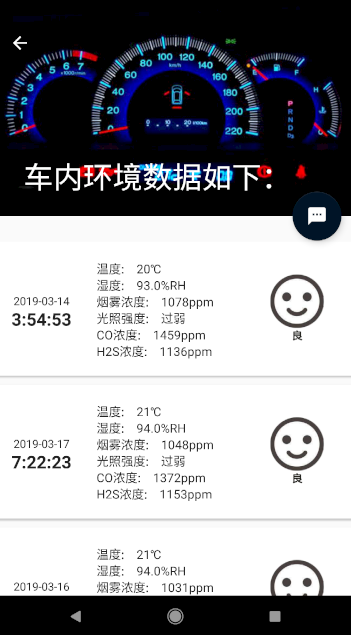 车内环境数据如下：
2019-03-14
3:54:53
温度： 20℃
湿度： 93.0%RH
烟雾浓度： 1078ppm
光照强度： 过弱
CO浓度： 1459ppm
H2S浓度： 1136ppm
良
2019-03-17
7:22:23
温度： 21℃
湿度： 94.0%RH
烟雾浓度： 1048ppm
光照强度： 过弱
CO浓度： 1372ppm
H2S浓度： 1153ppm
良
2019-03-16
温度： 21℃
湿度： 94.0%RH
烟雾浓度： 1031ppm